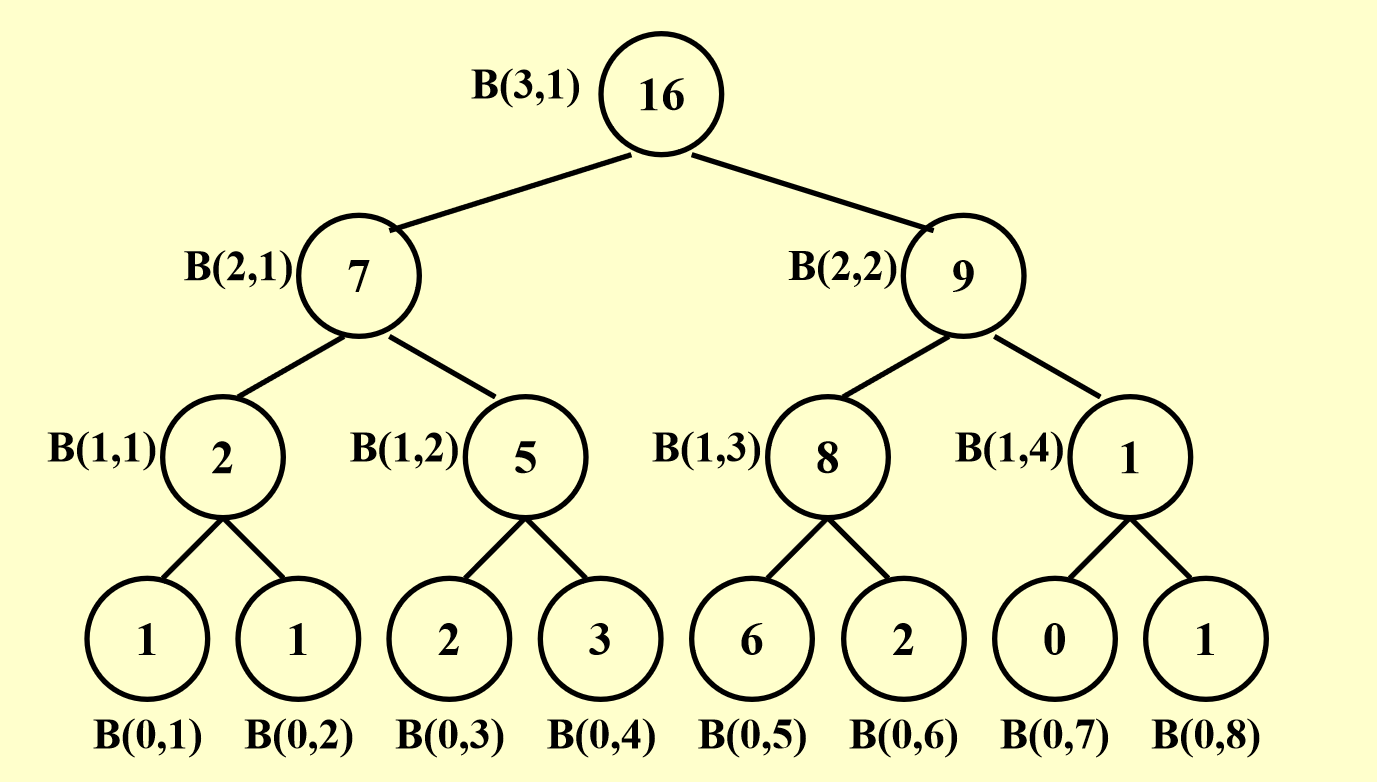 B(3,1) 16
B(2,1) 7 B(2,2) 9
B(1,1) 2 B(1,2) 5 B(1,3) 8 B(1,4) 1
1 1 2 3 6 2 0 1
B(0,1) B(0,2) B(0,3) B(0,4) B(0,5) B(0,6) B(0,7) B(0,8)